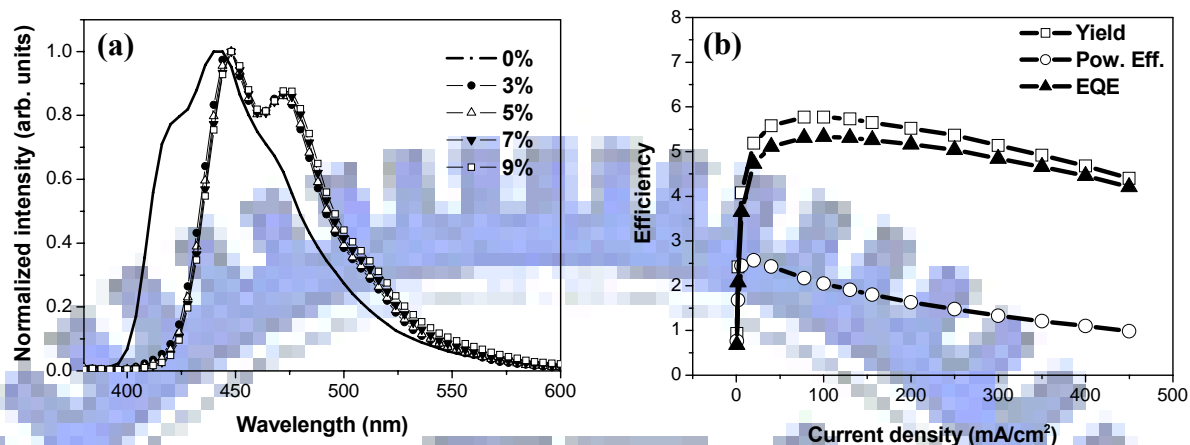 (a)
0%
3%
5%
7%
9%
Normalized intensity (arb. units)
1.0
0.8
0.6
0.4
0.2
0.0
400 450 500 550 600
Wavelength (nm)
(b)
Yield
Pow. Eff.
EQE
Efficiency
8
7
6
5
4
3
2
1
0
0 100 200 300 400 500
Current density (mA/cm²)